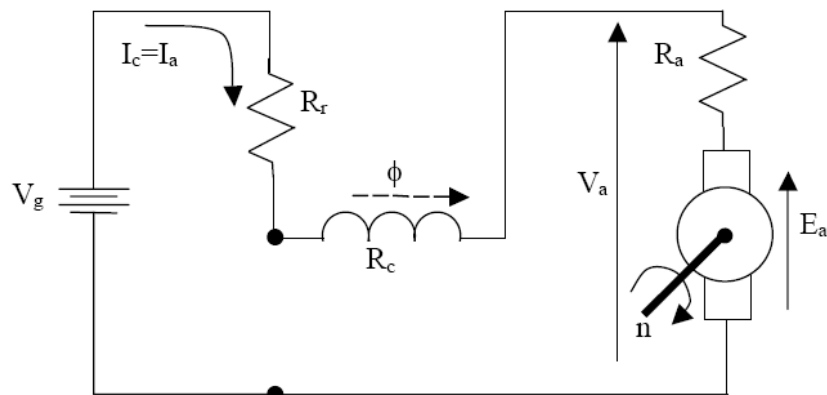 I_c=I_a
R_r
R_a
V_g
ϕ
V_a
E_a
R_c
n